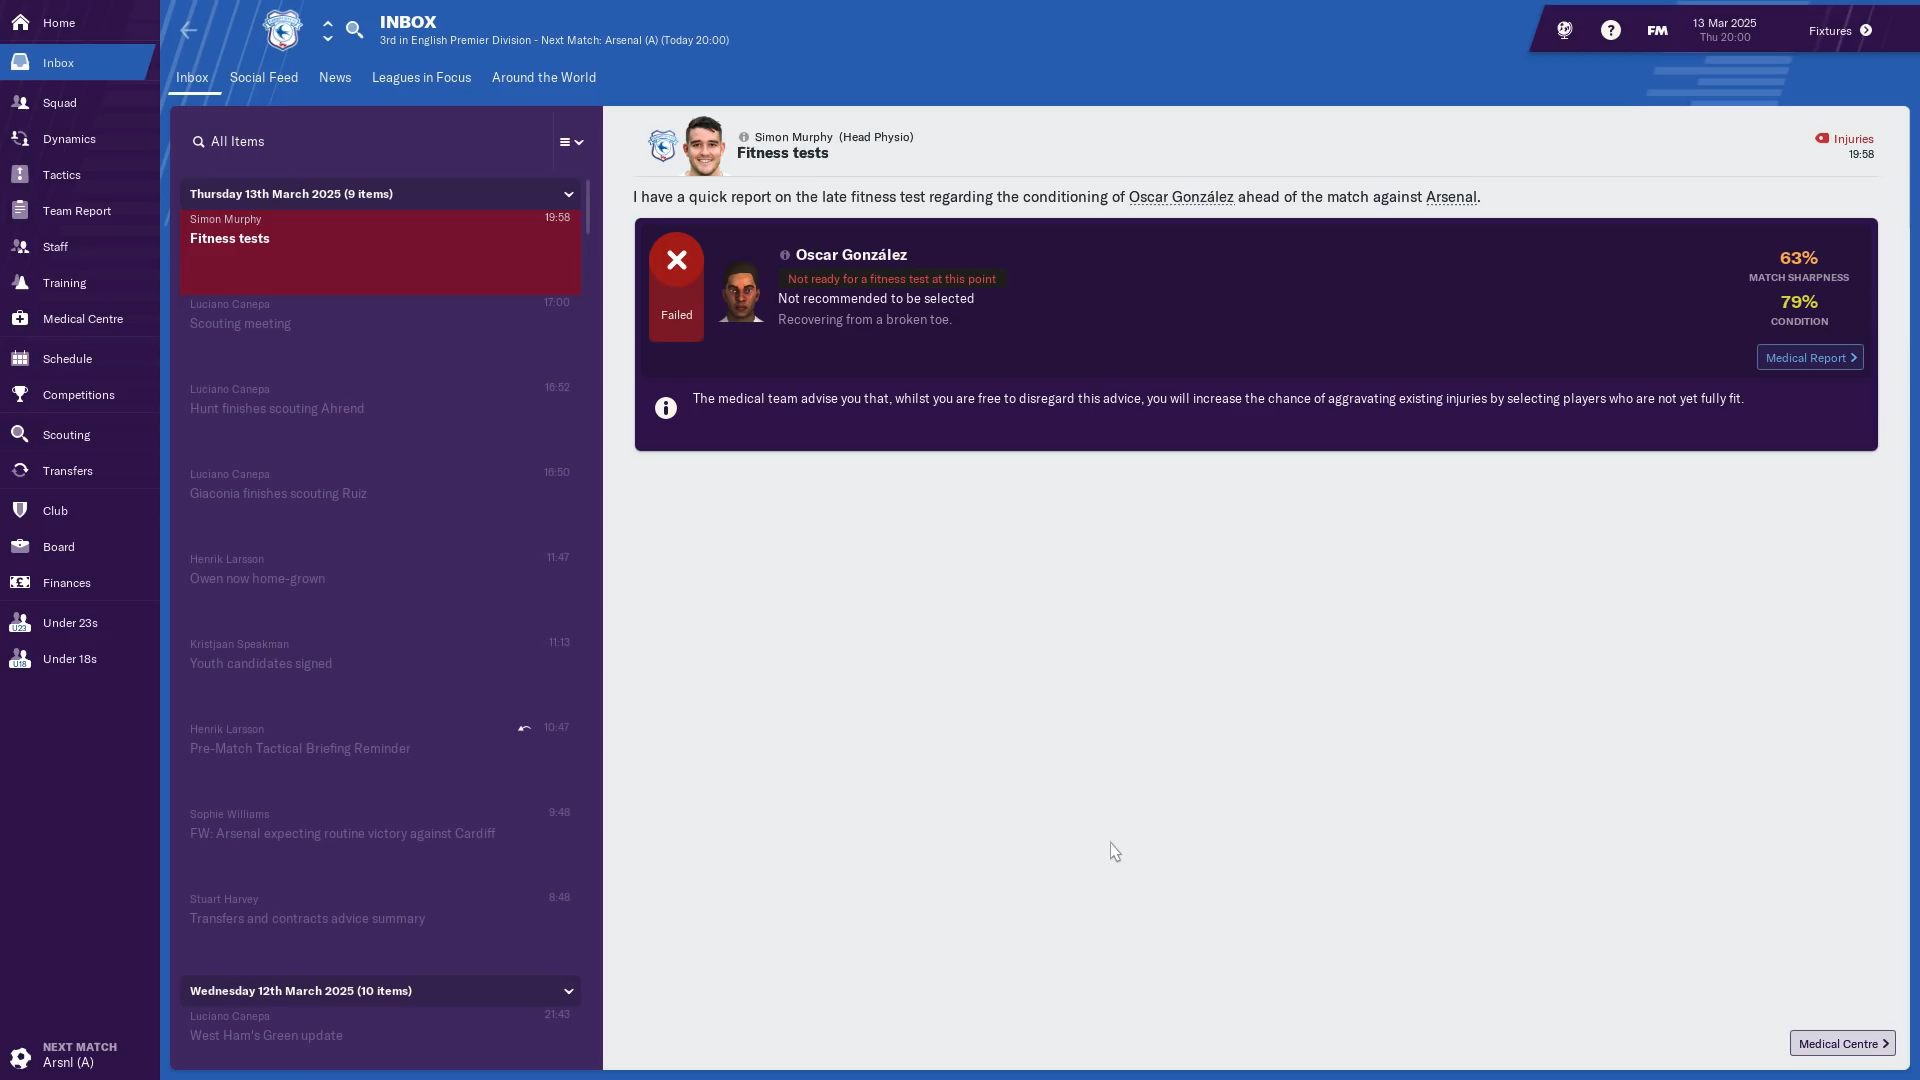 Home
Inbox
Squad
Dynamics
Tactics
Team Report
Staff
Training
Medical Centre
Schedule
Competitions
Scouting
Transfers
Club
Board
Finances
U23
Under 23s
U18
Under 18s
NEXT MATCH
Arsnl (A)
INBOX
3rd in English Premier Division - Next Match: Arsenal (A) (Today 20:00)
FM
13 Mar 2025
Thu 20:00
Fixtures
Inbox Social Feed News Leagues in Focus Around the World
All Items
Thursday 13th March 2025 (9 items)
Simon Murphy 19:58
Fitness tests
Luciano Canepa 17:00
Scouting meeting
Luciano Canepa 16:52
Hunt finishes scouting Ahrend
Luciano Canepa 16:50
Giaconia finishes scouting Ruiz
Henrik Larsson 11:47
Owen now home-grown
Kristjaan Speakman 11:13
Youth candidates signed
Henrik Larsson 10:47
Pre-Match Tactical Briefing Reminder
Sophie Williams 9:48
FW: Arsenal expecting routine victory against Cardiff
Stuart Harvey 8:48
Transfers and contracts advice summary
Wednesday 12th March 2025 (10 items)
Luciano Canepa 21:43
West Ham's Green update
Simon Murphy (Head Physio)
Fitness tests
Injuries
19:58
I have a quick report on the late fitness test regarding the conditioning of Oscar González ahead of the match against Arsenal.
Failed
Oscar González
Not ready for a fitness test at this point
Not recommended to be selected
Recovering from a broken toe.
63%
MATCH SHARPNESS
79%
CONDITION
Medical Report
The medical team advise you that, whilst you are free to disregard this advice, you will increase the chance of aggravating existing injuries by selecting players who are not yet fully fit.
Medical Centre